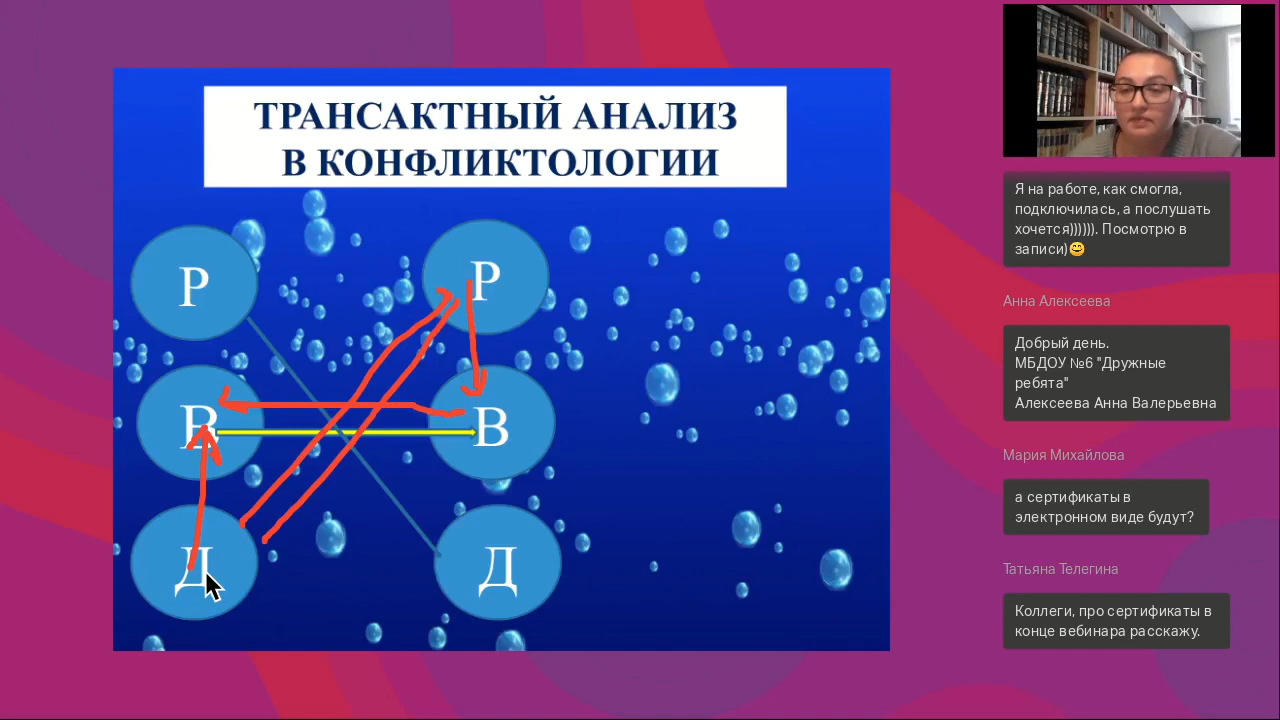 ТРАНСАКТНЫЙ АНАЛИЗ
В КОНФЛИКТОЛОГИИ
Р
Р
В
В
Д
Д
Я на работе, как смогла,
подключилась, а послушать
хочется)))))). Посмотрю в
записи)😊
Анна Алексеева
Добрый день.
МБДОУ №6 "Дружные
ребята"
Алексеева Анна Валерьевна
Мария Михайлова
а сертификаты в
электронном виде будут?
Татьяна Телегина
Коллеги, про сертификаты в
конце вебинара расскажу.